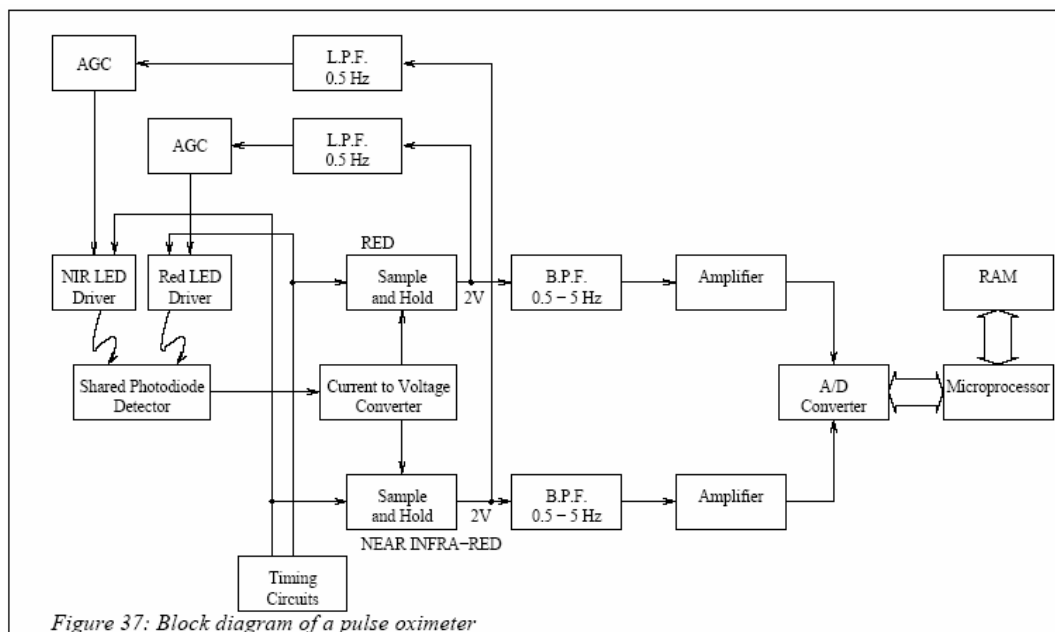 AGC
L.P.F.
0.5 Hz
AGC
L.P.F.
0.5 Hz
RED
NIR LED
Driver
Red LED
Driver
Sample
and Hold
2V
B.P.F.
0.5 – 5 Hz
Amplifier
RAM
Shared Photodiode
Detector
Current to Voltage
Converter
A/D
Converter
Microprocessor
Sample
and Hold
2V
B.P.F.
0.5 – 5 Hz
Amplifier
NEAR INFRA–RED
Timing
Circuits
Figure 37: Block diagram of a pulse oximeter